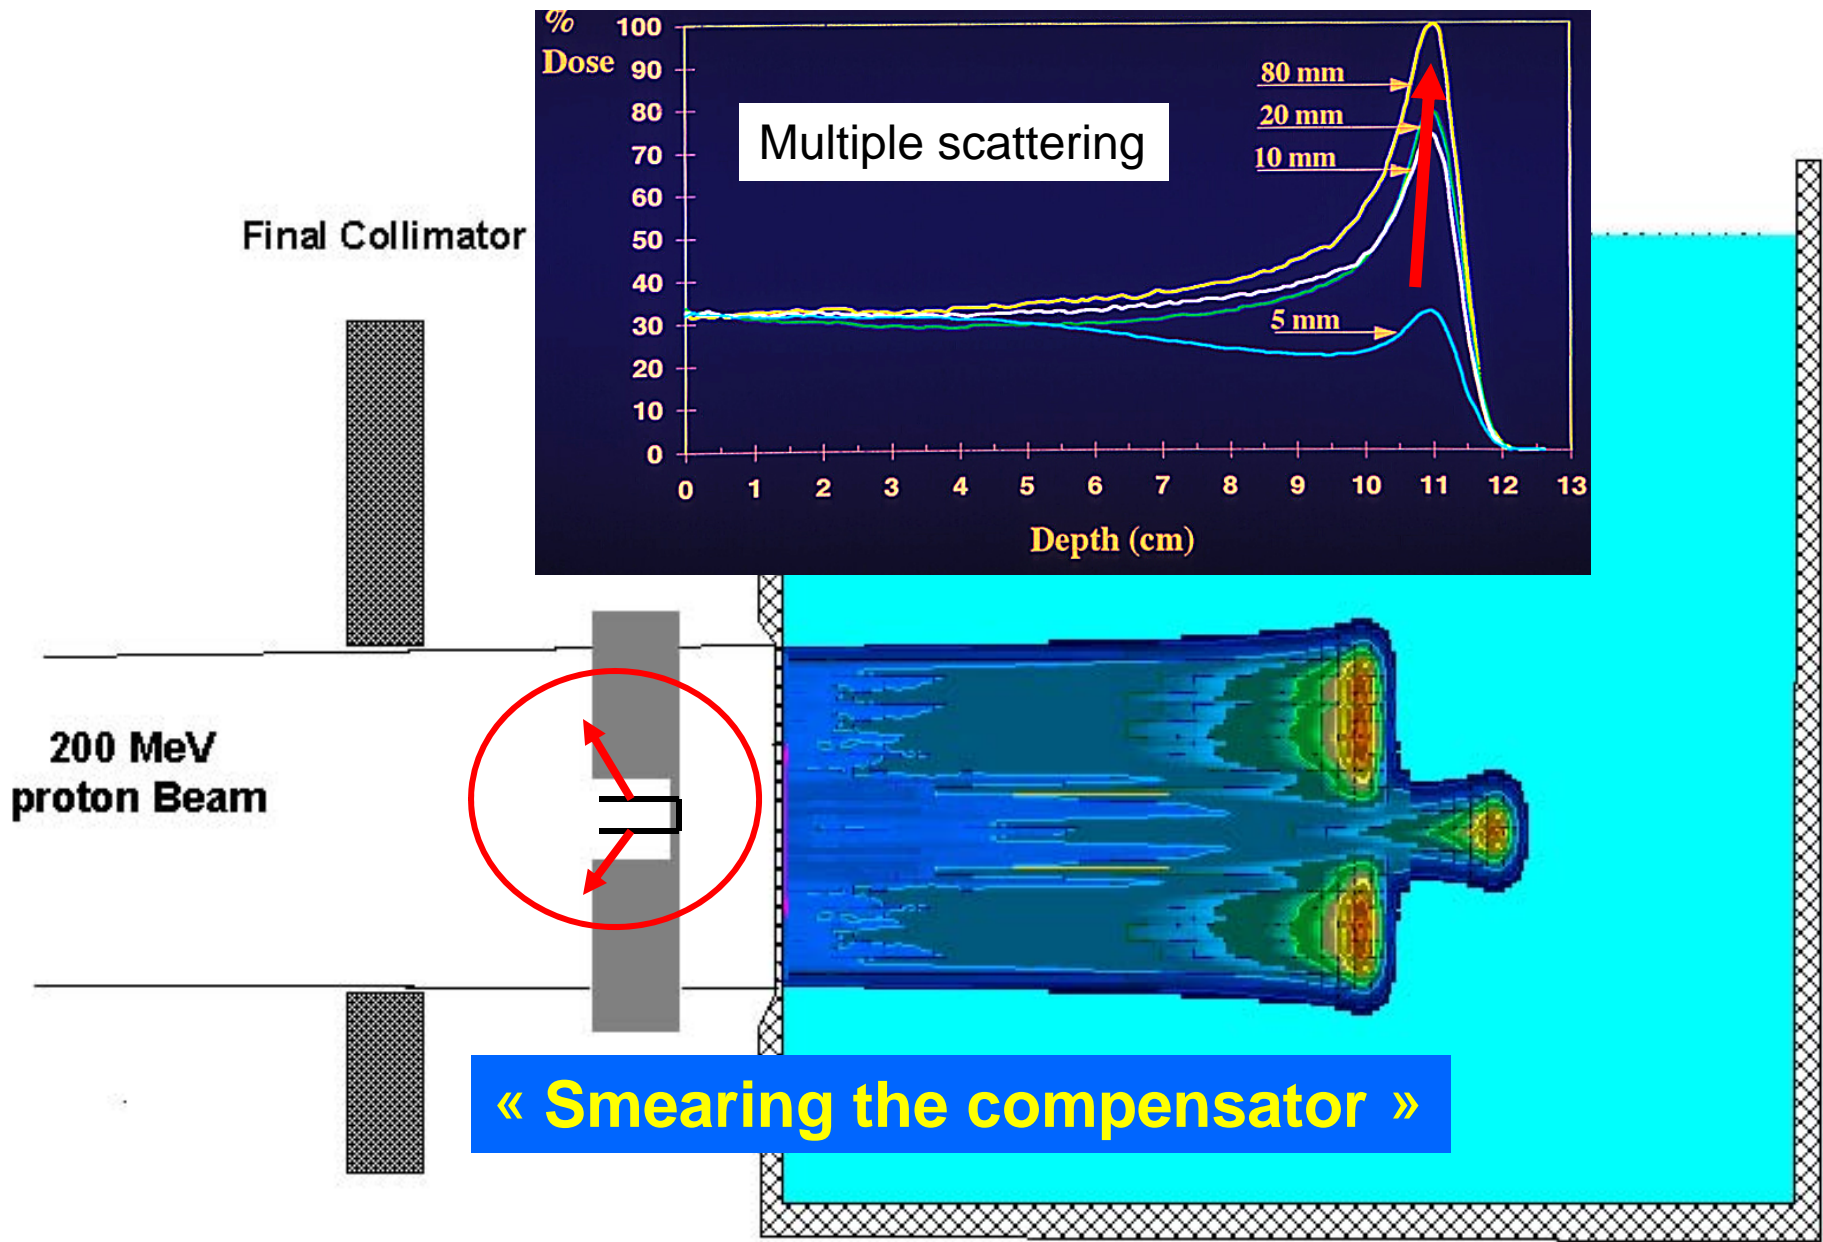 %
Dose
100
90
80
70
60
50
40
30
20
10
0
Multiple scattering
80 mm
20 mm
10 mm
5 mm
0 1 2 3 4 5 6 7 8 9 10 11 12 13
Depth (cm)
Final Collimator
200 MeV
proton Beam
« Smearing the compensator »